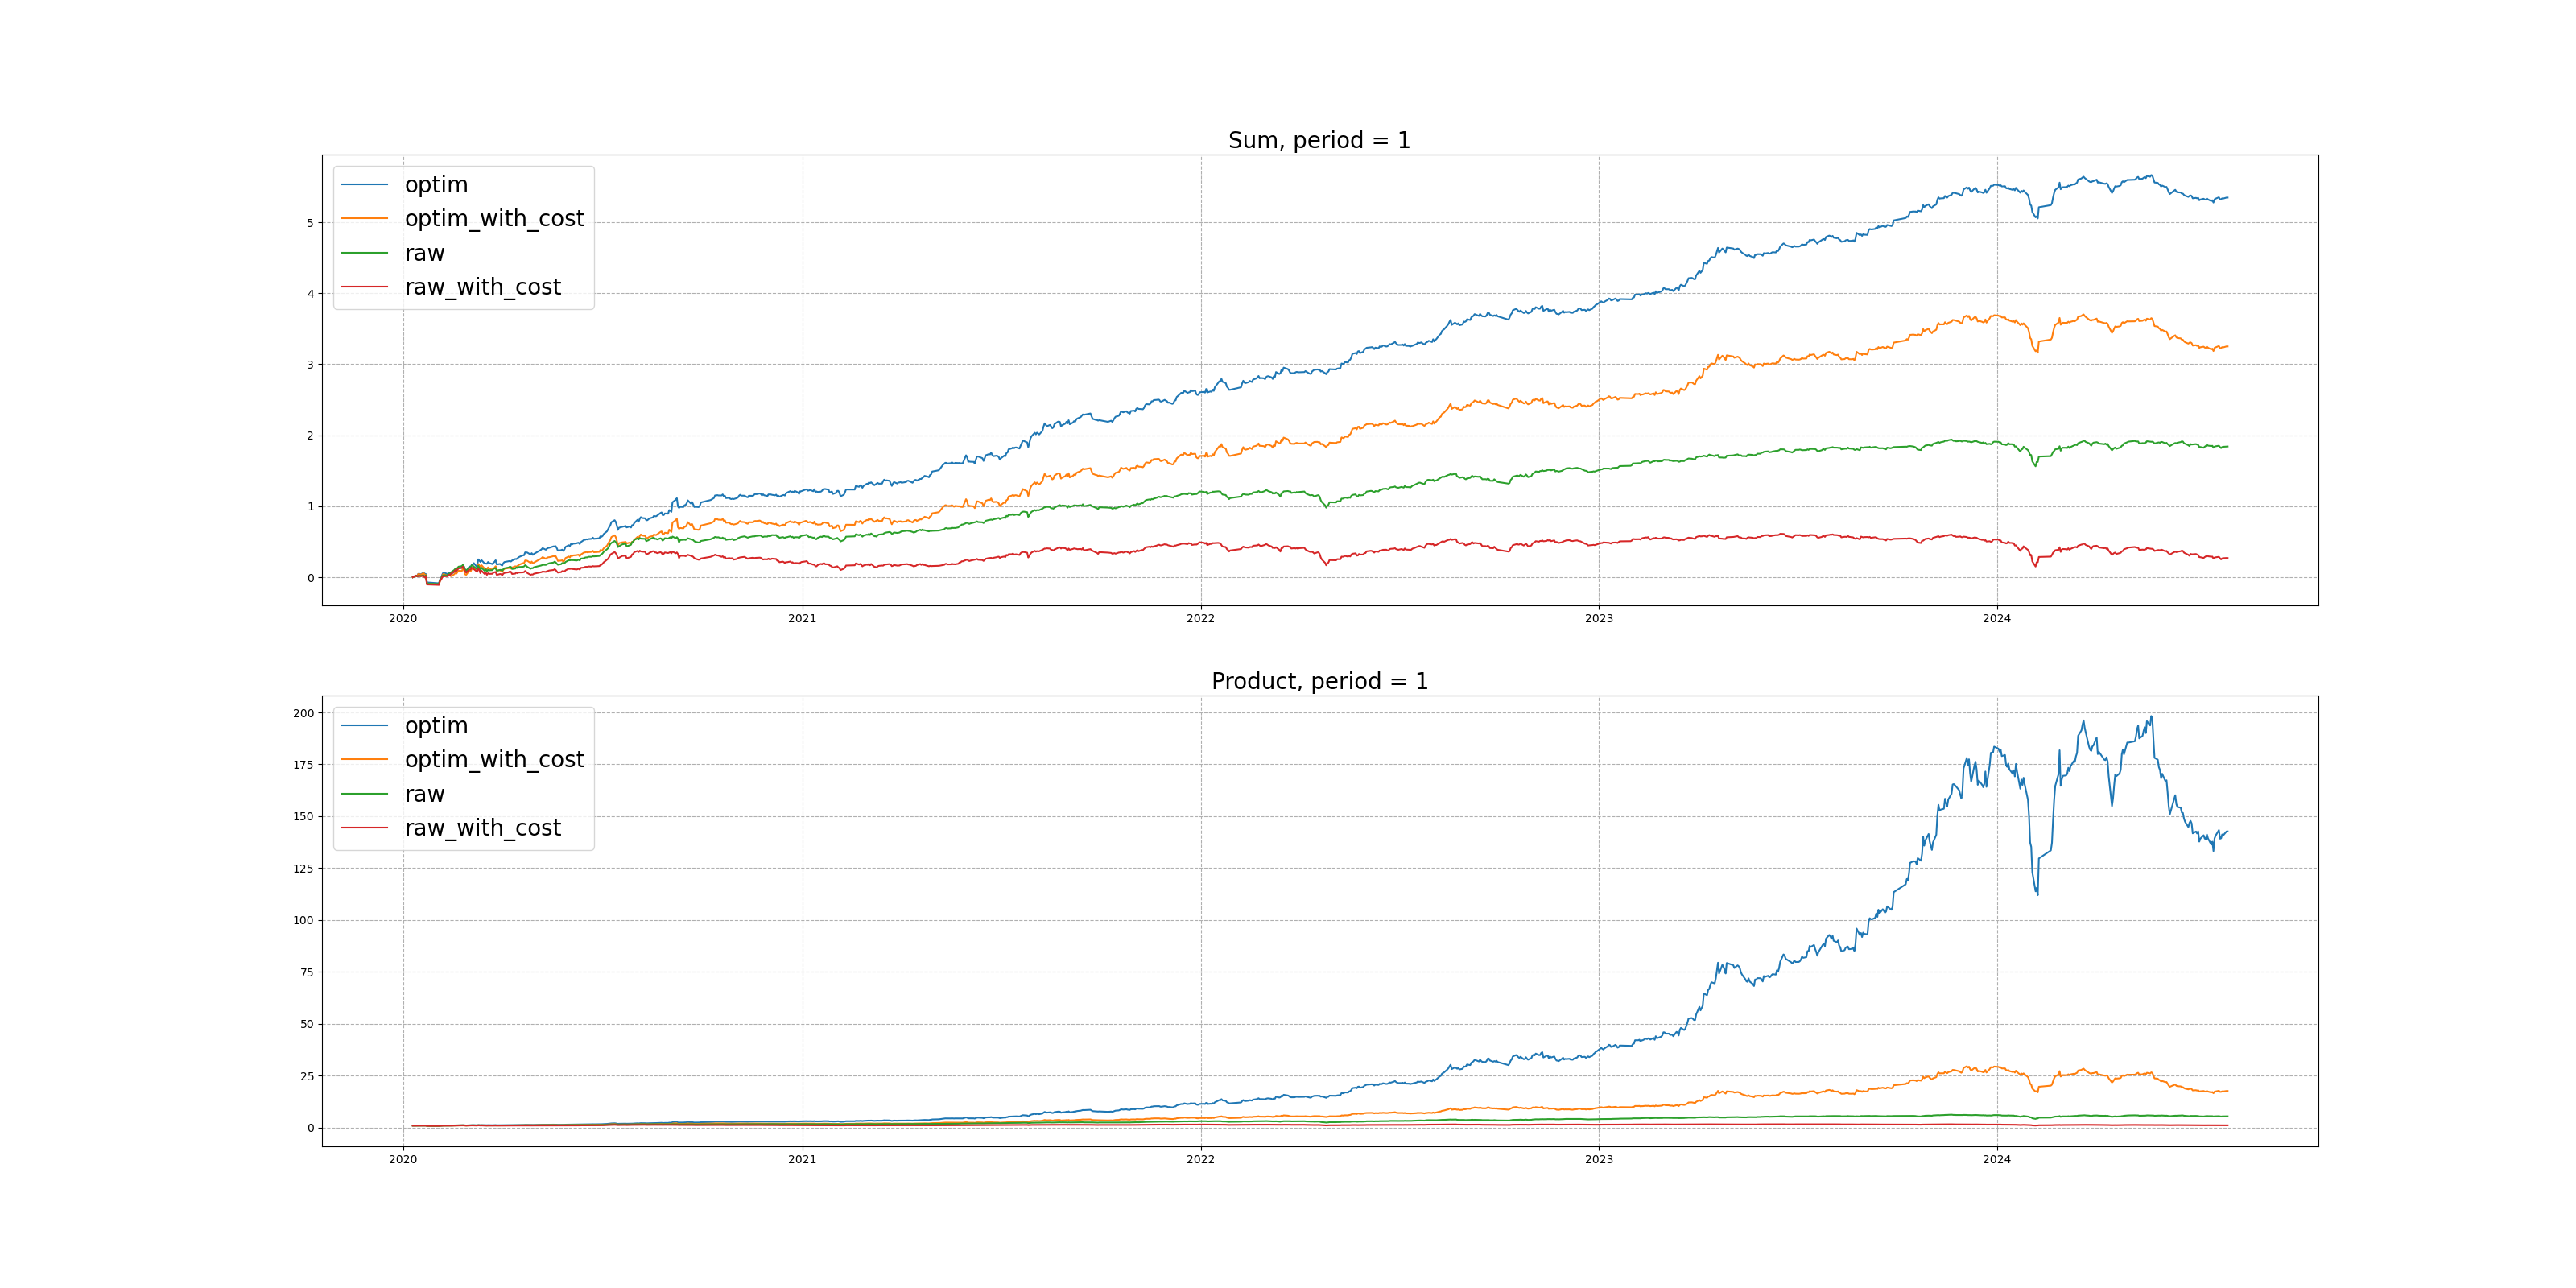 Sum, period = 1
optim
optim_with_cost
raw
raw_with_cost
5
4
3
2
1
0
2020 2021 2022 2023 2024
Product, period = 1
optim
optim_with_cost
raw
raw_with_cost
200
175
150
125
100
75
50
25
0
2020 2021 2022 2023 2024